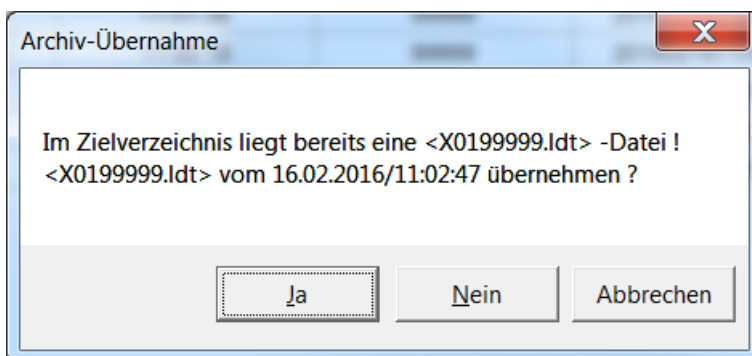 Archiv-Übernahme
Im Zielverzeichnis liegt bereits eine <X0199999.ldt> -Datei !
<X0199999.ldt> vom 16.02.2016/11:02:47 übernehmen ?
Ja Nein Abbrechen